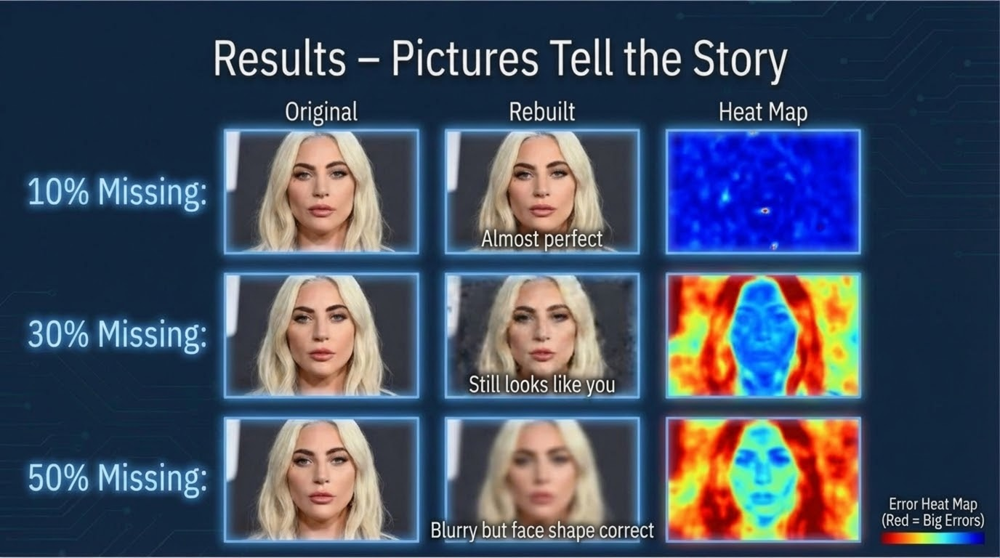 Results – Pictures Tell the Story
Original
Rebuilt
Heat Map
10% Missing:
Almost perfect
30% Missing:
Still looks like you
50% Missing:
Blurry but face shape correct
Error Heat Map
(Red = Big Errors)